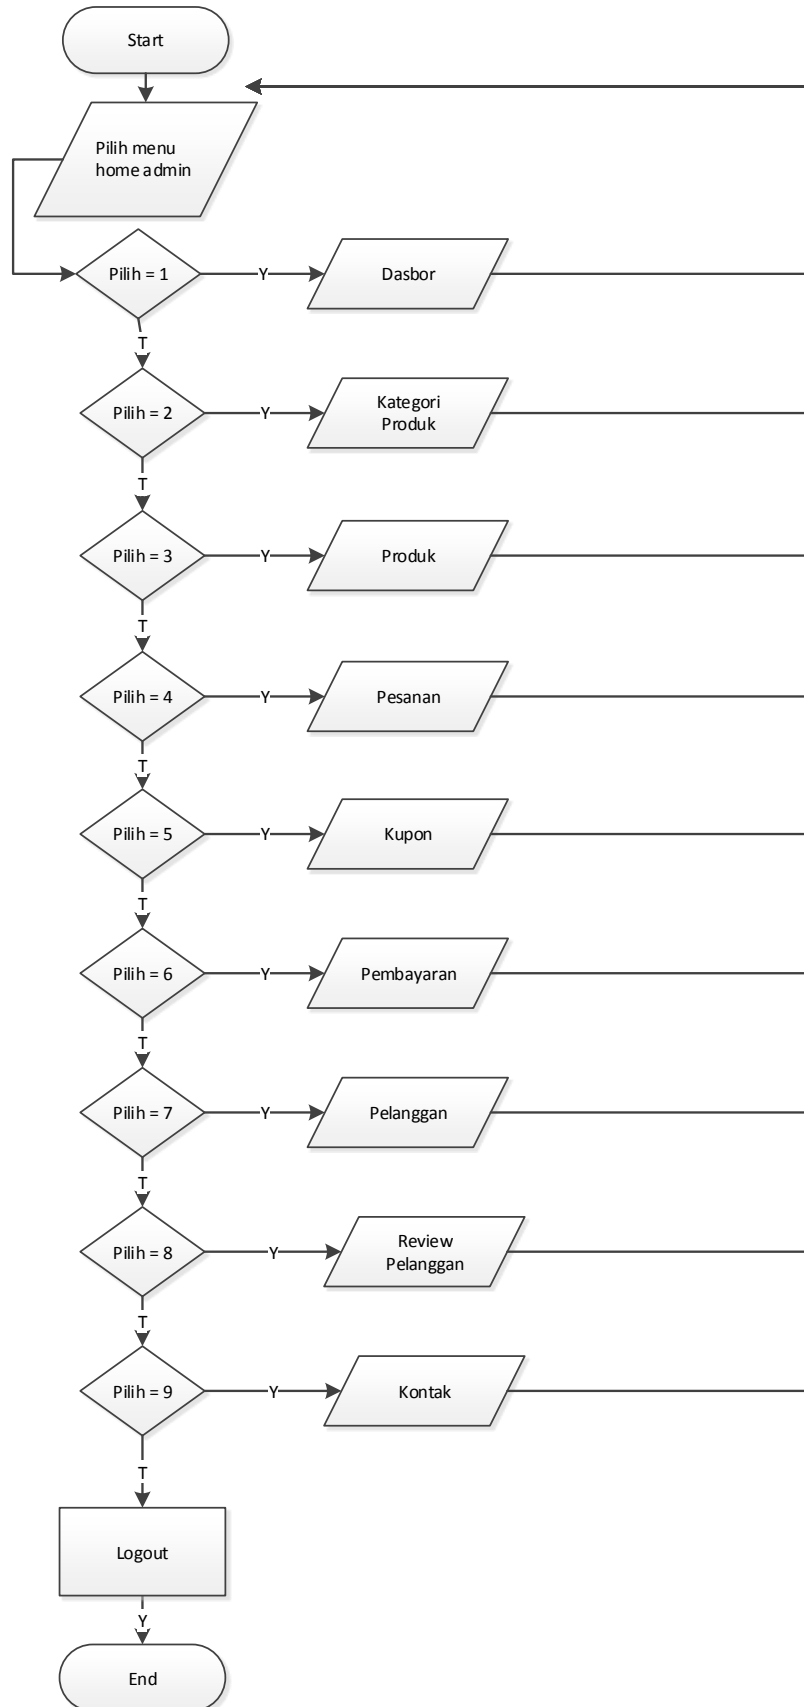 Start
Pilih menu
home admin
Pilih = 1
Y
Dasbor
T
Pilih = 2
Y
Kategori
Produk
T
Pilih = 3
Y
Produk
T
Pilih = 4
Y
Pesanan
T
Pilih = 5
Y
Kupon
T
Pilih = 6
Y
Pembayaran
T
Pilih = 7
Y
Pelanggan
T
Pilih = 8
Y
Review
Pelanggan
T
Pilih = 9
Y
Kontak
T
Logout
Y
End